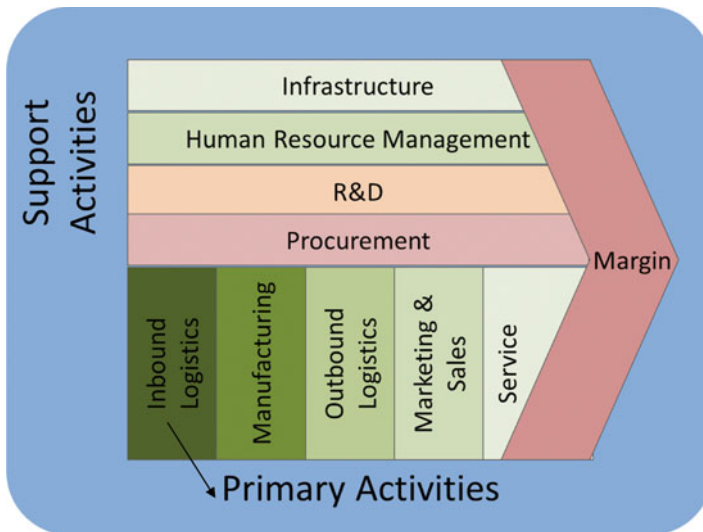 Support
Activities
Infrastructure
Human Resource Management
R&D
Procurement
Margin
Inbound
Logistics
Manufacturing
Outbound
Logistics
Marketing &
Sales
Service
Primary Activities